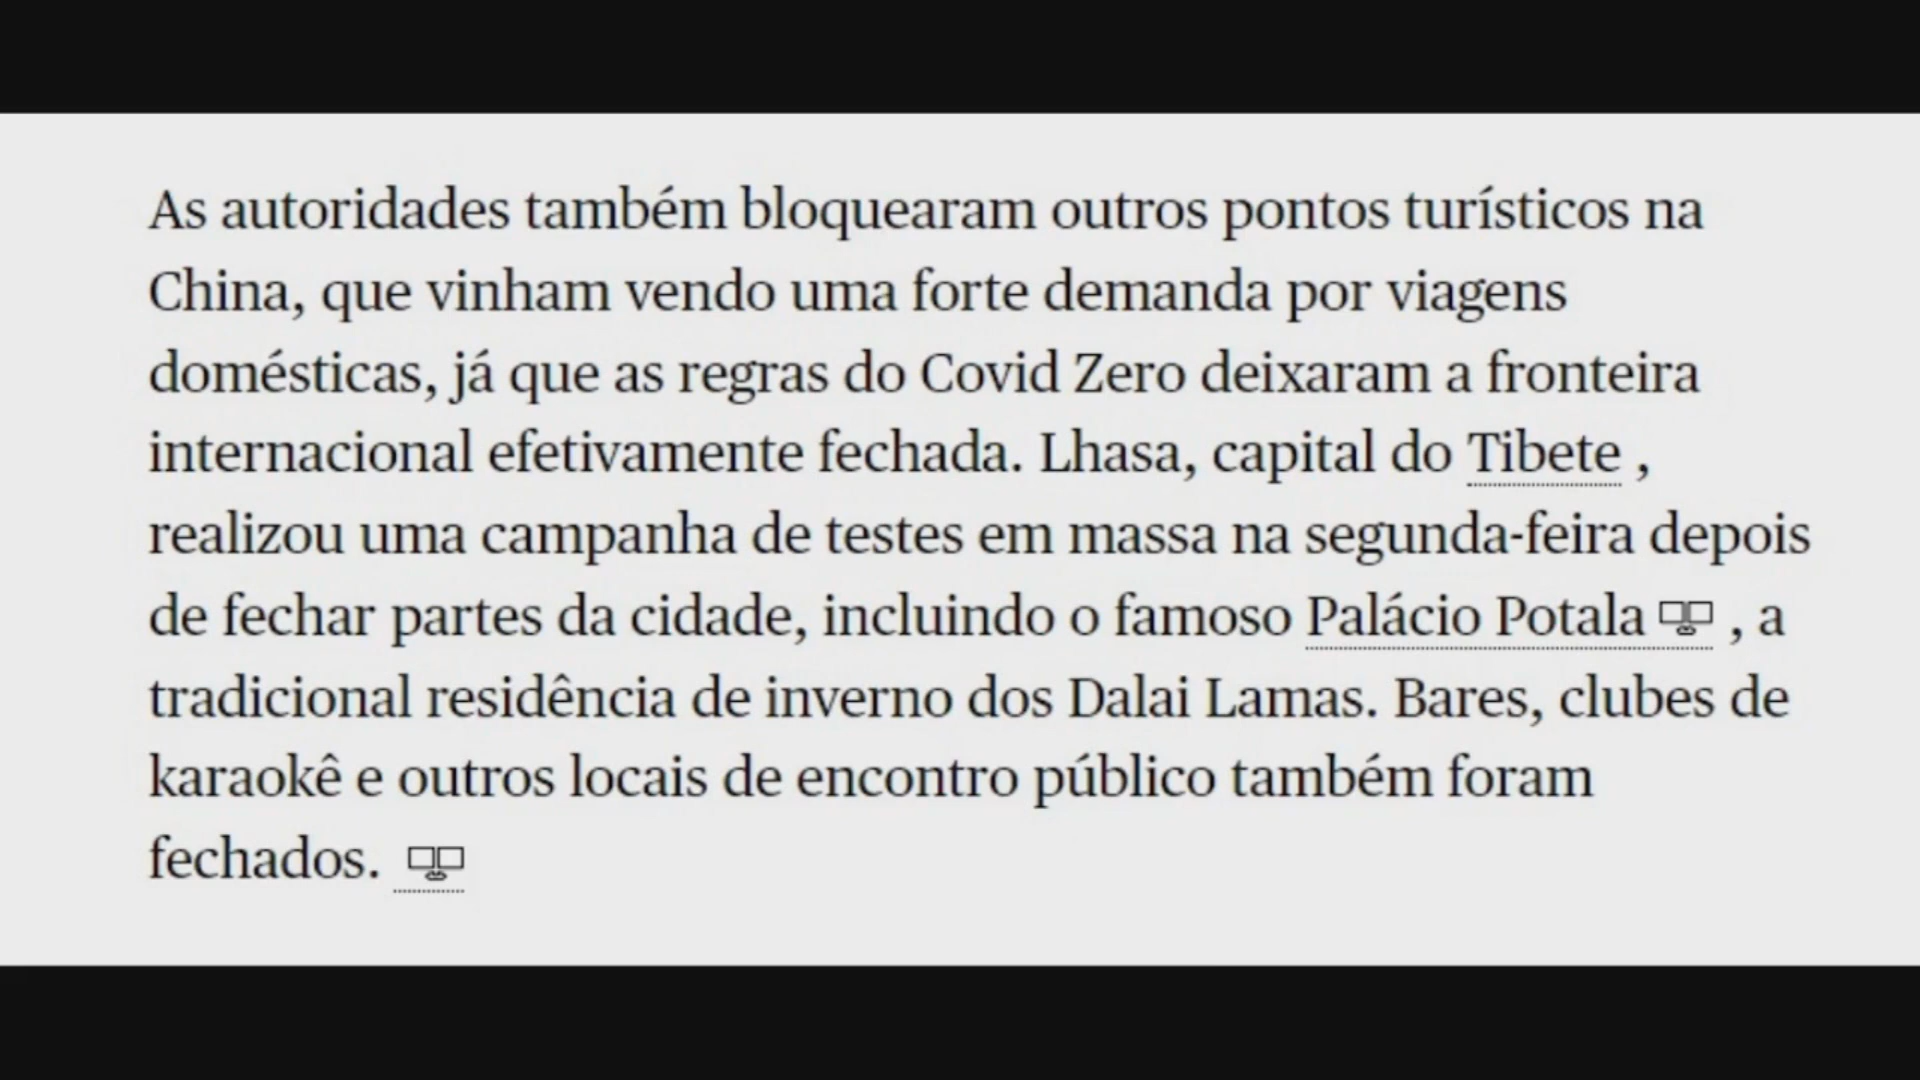 As autoridades também bloquearam outros pontos turísticos na
China, que vinham vendo uma forte demanda por viagens
domésticas, já que as regras do Covid Zero deixaram a fronteira
internacional efetivamente fechada. Lhasa, capital do Tibete ,
realizou uma campanha de testes em massa na segunda-feira depois
de fechar partes da cidade, incluindo o famoso Palácio Potala , a
tradicional residência de inverno dos Dalai Lamas. Bares, clubes de
karaokê e outros locais de encontro público também foram
fechados.